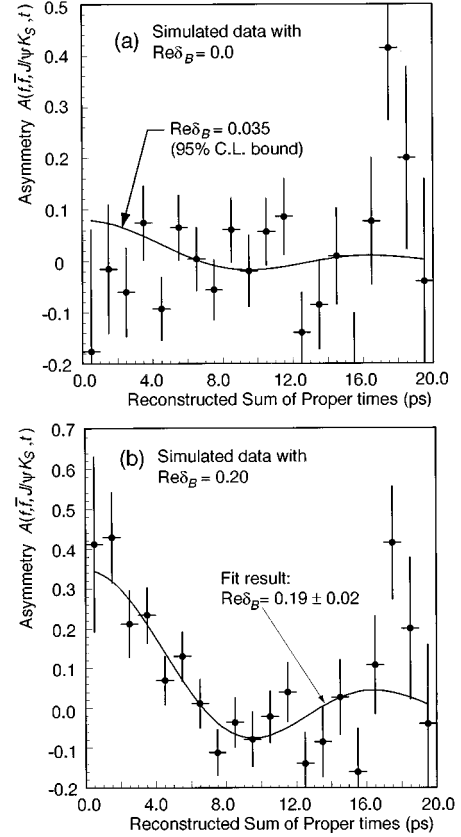 (a) Simulated data with
Reδ_B = 0.0
Asymmetry A(f,f̅,J/ψK_S,t)
Reδ_B = 0.035
(95% C.L. bound)
0.5
0.4
0.3
0.2
0.1
0
-0.1
-0.2
0.0 4.0 8.0 12.0 16.0 20.0
Reconstructed Sum of Proper times (ps)
(b) Simulated data with
Reδ_B = 0.20
Asymmetry A(f,f̅,J/ψK_S,t)
Fit result:
Reδ_B = 0.19 ± 0.02
0.7
0.6
0.5
0.4
0.3
0.2
0.1
0.0
-0.1
-0.2
0.0 4.0 8.0 12.0 16.0 20.0
Reconstructed Sum of Proper times (ps)